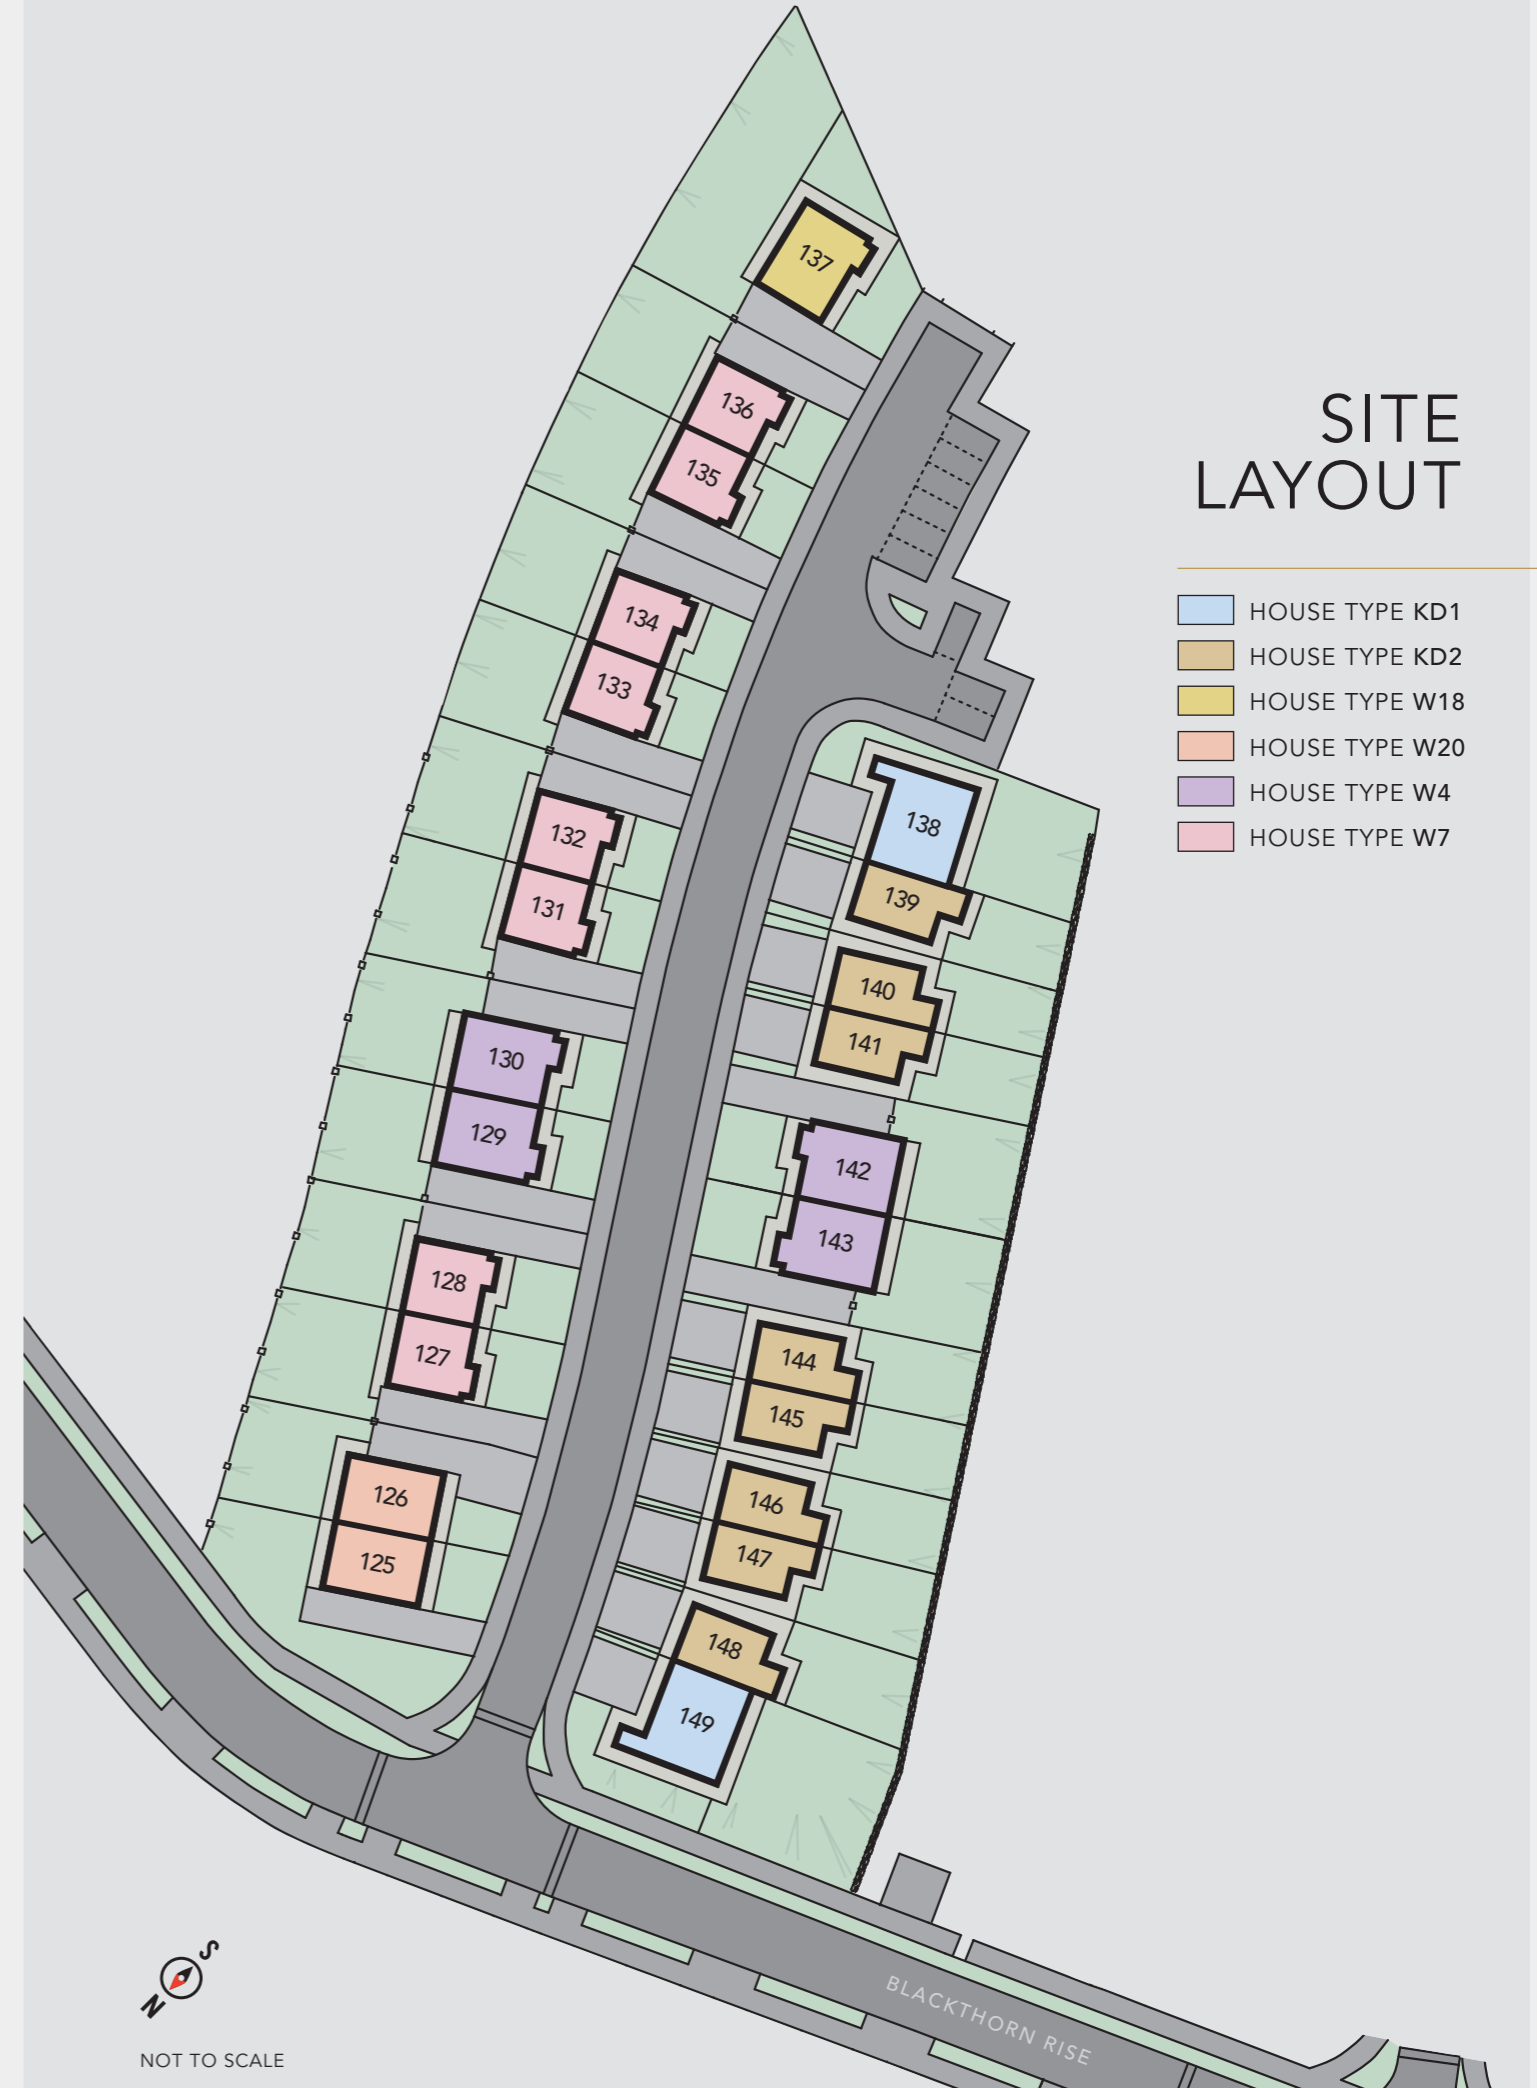 SITE
LAYOUT
HOUSE TYPE KD1
HOUSE TYPE KD2
HOUSE TYPE W18
HOUSE TYPE W20
HOUSE TYPE W4
HOUSE TYPE W7
137
136
135
134
133
132
131
130
129
128
127
126
125
138
139
140
141
142
143
144
145
146
147
148
149
BLACKTHORN RISE
S
N
NOT TO SCALE